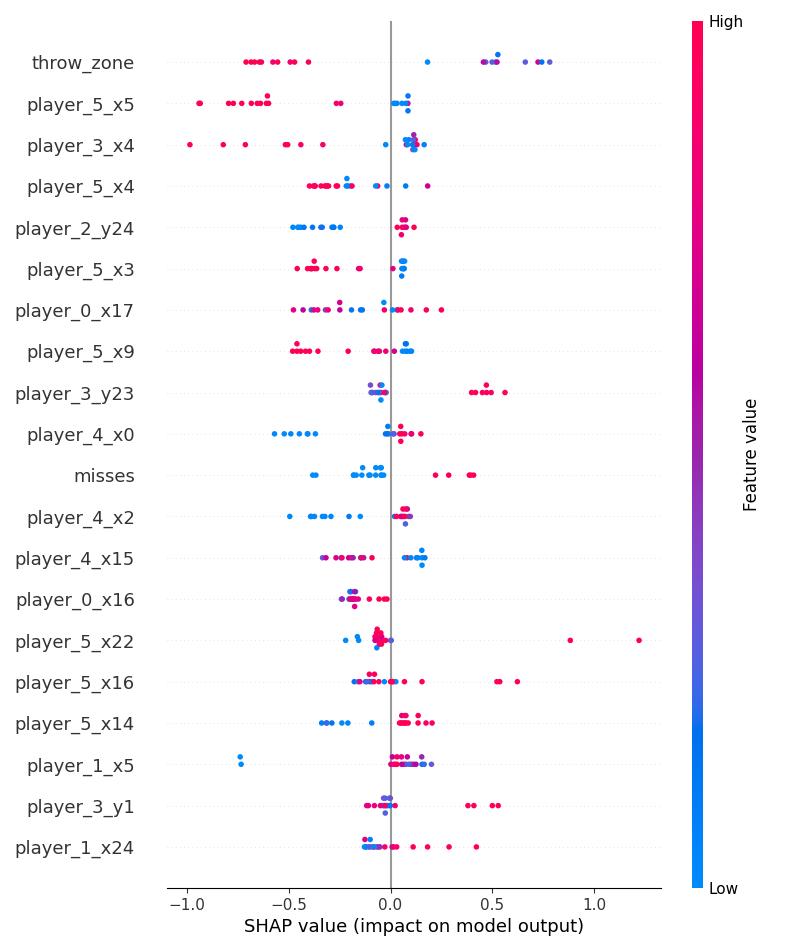 High
throw_zone
player_5_x5
player_3_x4
player_5_x4
player_2_y24
player_5_x3
player_0_x17
player_5_x9
player_3_y23
player_4_x0
misses
player_4_x2
player_4_x15
player_0_x16
player_5_x22
player_5_x16
player_5_x14
player_1_x5
player_3_y1
player_1_x24
Feature value
Low
−1.0 −0.5 0.0 0.5 1.0
SHAP value (impact on model output)